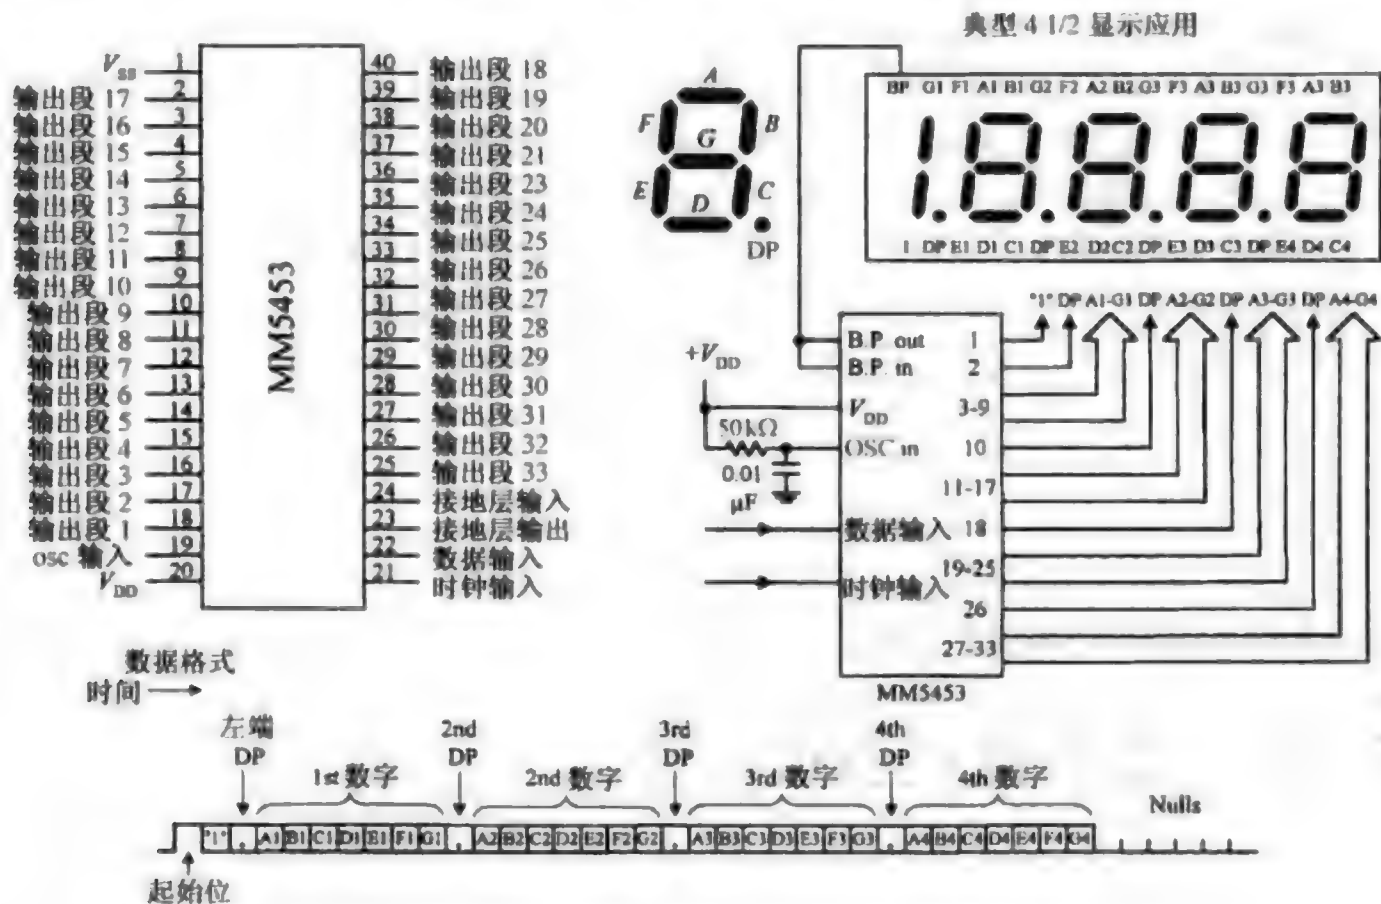 典型 4 1/2 显示应用
V_SS 1
输出段 17 2
输出段 16 3
输出段 15 4
输出段 14 5
输出段 13 6
输出段 12 7
输出段 11 8
输出段 10 9
输出段 9 10
输出段 8 11
输出段 7 12
输出段 6 13
输出段 5 14
输出段 4 15
输出段 3 16
输出段 2 17
输出段 1 18
osc 输入 19
V_DD 20
MM5453
40 输出段 18
39 输出段 19
38 输出段 20
37 输出段 21
36 输出段 23
35 输出段 24
34 输出段 25
33 输出段 26
32 输出段 27
31 输出段 28
30 输出段 29
29 输出段 30
28 输出段 31
27 输出段 32
26 输出段 33
25 接地层输入
24 接地层输出
23 数据输入
22 时钟输入
21
A
F B
G
E C
D
DP
BP G1 F1 A1 B1 G2 F2 A2 B2 G3 F3 A3 B3 G3 F3 A3 B3
1.8.8.8.8
1 DP E1 D1 C1 DP E2 D2 C2 DP E3 D3 C3 DP E4 D4 C4
"1" DP A1-G1 DP A2-G2 DP A3-G3 DP A4-G4
+V_DD
50 kΩ
0.01
μF
B.P. out 1
B.P. in 2
V_DD 3-9
OSC in 10
11-17
数据输入 18
19-25
时钟输入
26
27-33
MM5453
数据格式
时间
左端 DP
2nd DP
3rd DP
4th DP
1st 数字
2nd 数字
3rd 数字
4th 数字
Nulls
"1" . A1 B1 C1 D1 E1 F1 G1 . A2 B2 C2 D2 E2 F2 G2 . A3 B3 C3 D3 E3 F3 G3 . A4 B4 C4 D4 E4 F4 G4
起始位